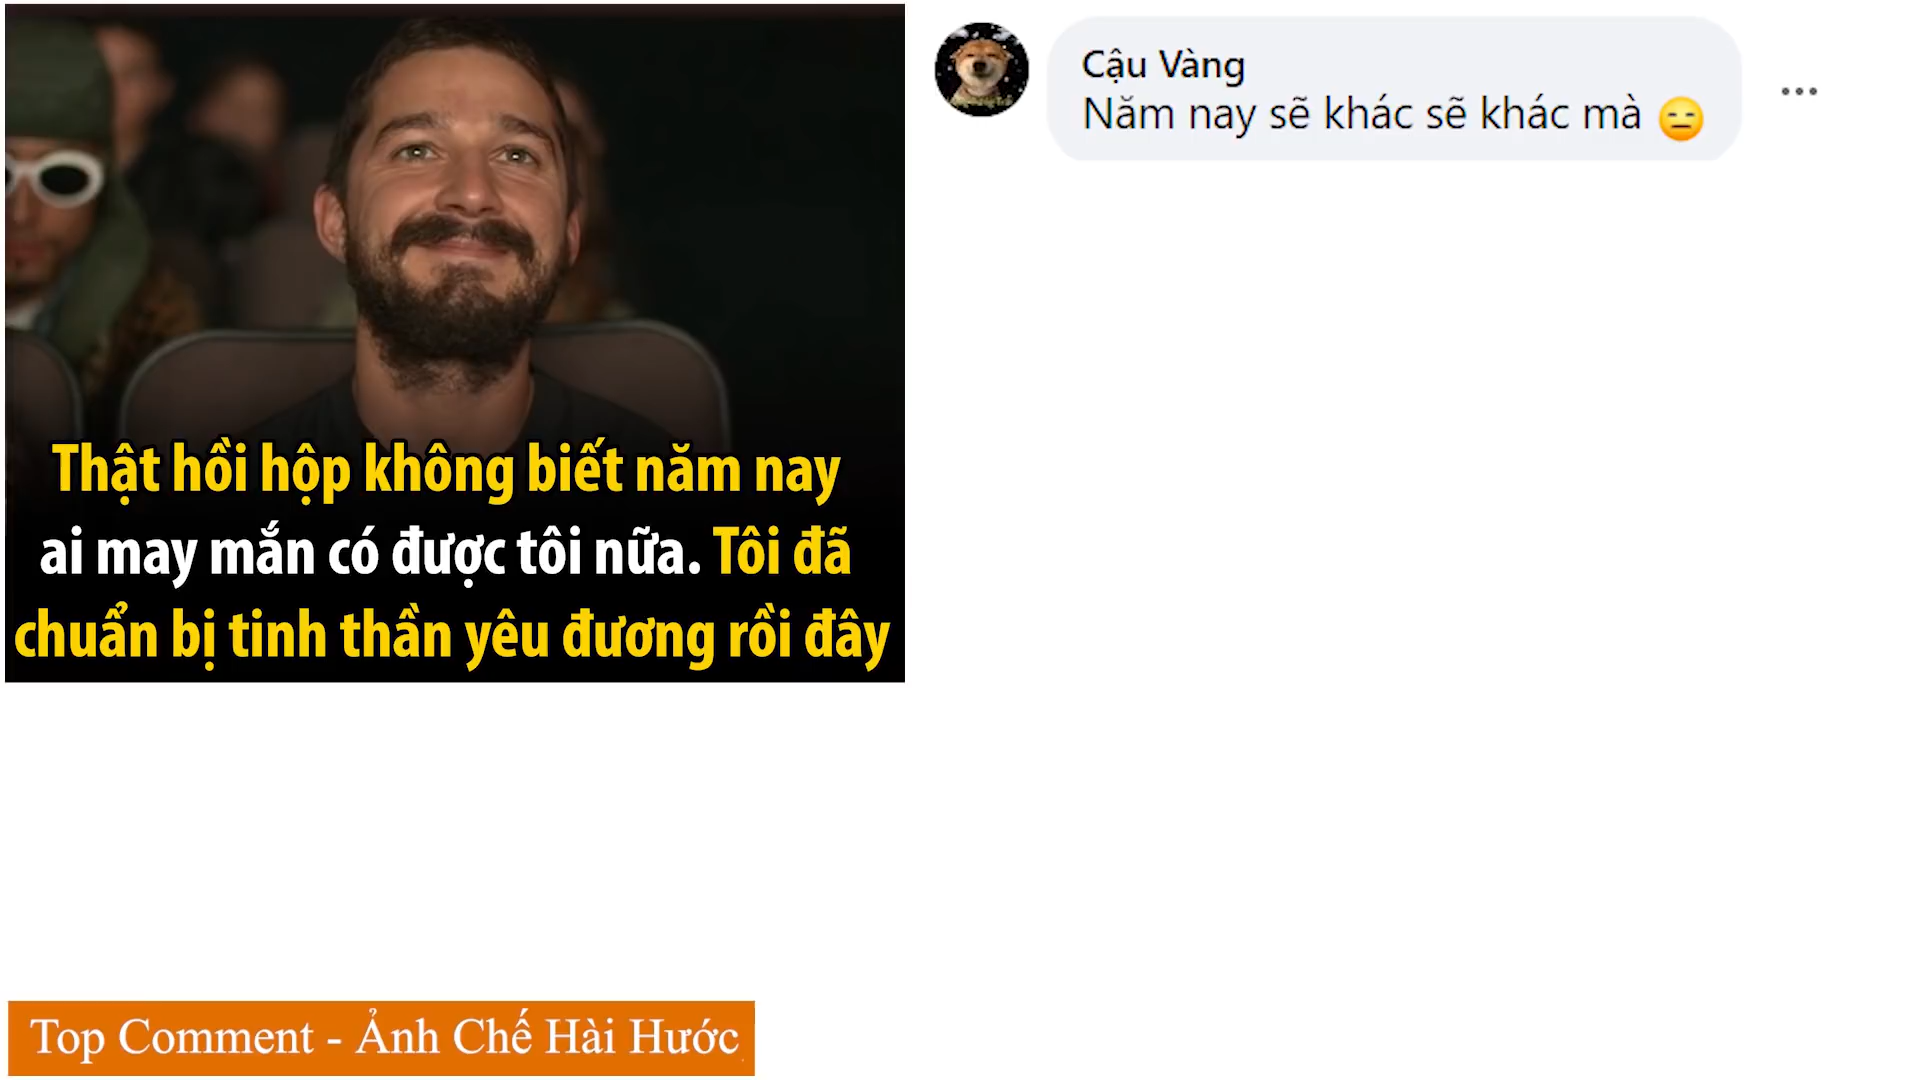 Thật hồi hộp không biết năm nay
ai may mắn có được tôi nữa. Tôi đã
chuẩn bị tinh thần yêu đương rồi đây
Cậu Vàng
Năm nay sẽ khác sẽ khác mà 😑
Top Comment - Ảnh Chế Hài Hước